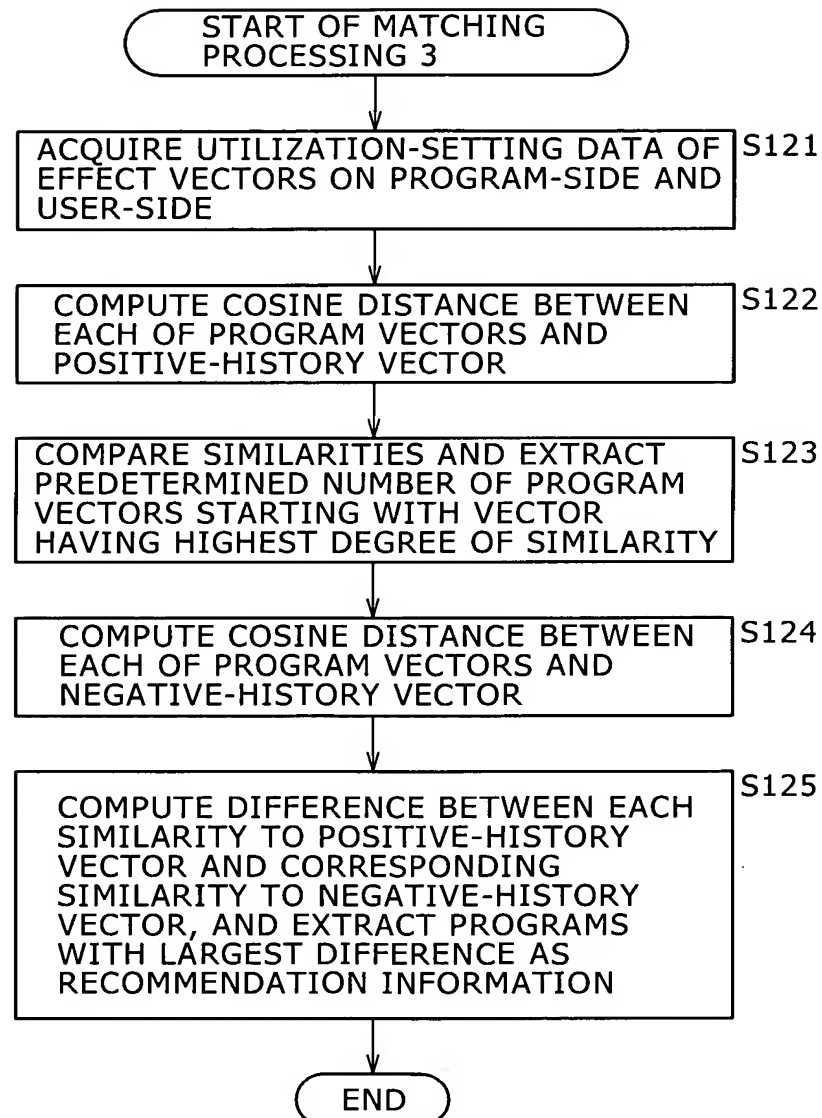 START OF MATCHING
PROCESSING 3
ACQUIRE UTILIZATION-SETTING DATA OF
EFFECT VECTORS ON PROGRAM-SIDE AND
USER-SIDE
S121
COMPUTE COSINE DISTANCE BETWEEN
EACH OF PROGRAM VECTORS AND
POSITIVE-HISTORY VECTOR
S122
COMPARE SIMILARITIES AND EXTRACT
PREDETERMINED NUMBER OF PROGRAM
VECTORS STARTING WITH VECTOR
HAVING HIGHEST DEGREE OF SIMILARITY
S123
COMPUTE COSINE DISTANCE BETWEEN
EACH OF PROGRAM VECTORS AND
NEGATIVE-HISTORY VECTOR
S124
COMPUTE DIFFERENCE BETWEEN EACH
SIMILARITY TO POSITIVE-HISTORY
VECTOR AND CORRESPONDING
SIMILARITY TO NEGATIVE-HISTORY
VECTOR, AND EXTRACT PROGRAMS
WITH LARGEST DIFFERENCE AS
RECOMMENDATION INFORMATION
S125
END